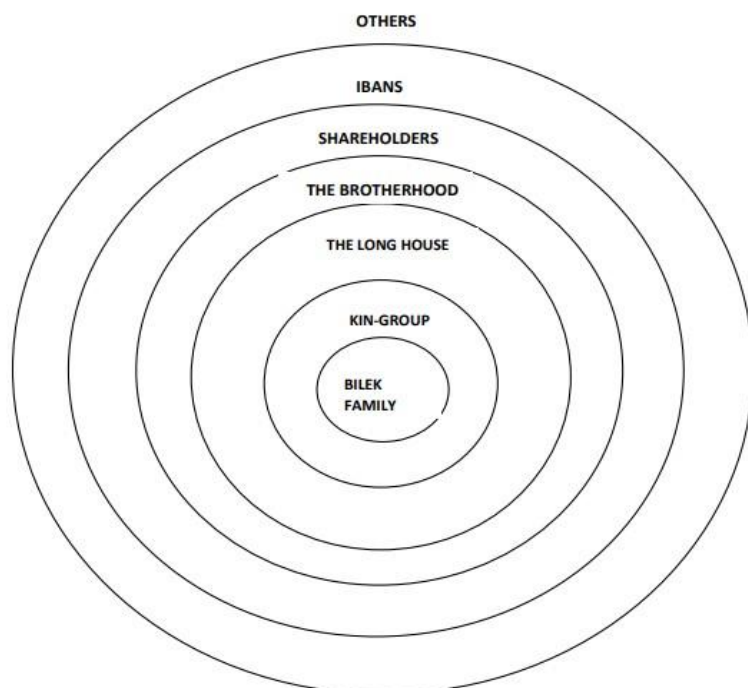 OTHERS
IBANS
SHAREHOLDERS
THE BROTHERHOOD
THE LONG HOUSE
KIN-GROUP
BILEK
FAMILY